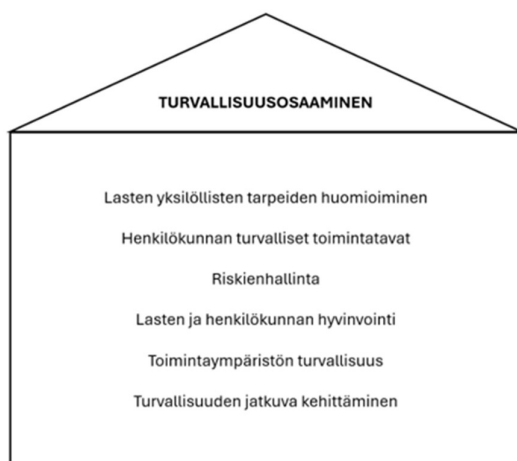 TURVALLISUUSOSAAMINEN
Lasten yksilöllisten tarpeiden huomioiminen
Henkilökunnan turvalliset toimintatavat
Riskienhallinta
Lasten ja henkilökunnan hyvinvointi
Toimintaympäristön turvallisuus
Turvallisuuden jatkuva kehittäminen